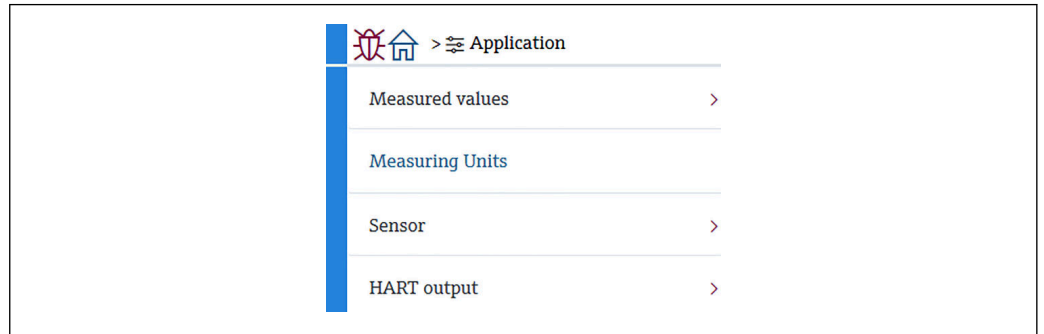 > Application
Measured values
Measuring Units
Sensor
HART output